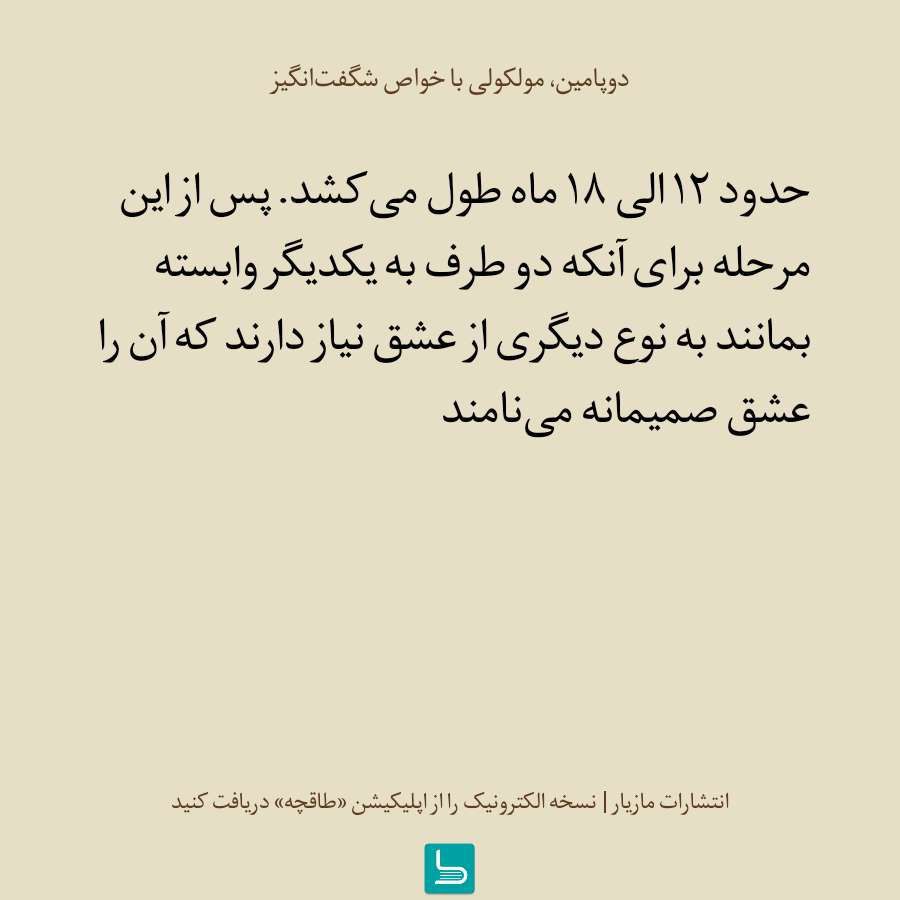 دوپامین، مولکولی با خواص شگفت‌انگیز
حدود ۱۲ الی ۱۸ ماه طول می‌کشد. پس از این
مرحله برای آنکه دو طرف به یکدیگر وابسته
بمانند به نوع دیگری از عشق نیاز دارند که آن را
عشق صمیمانه می‌نامند
انتشارات مازیار | نسخه الکترونیک را از اپلیکیشن «طاقچه» دریافت کنید